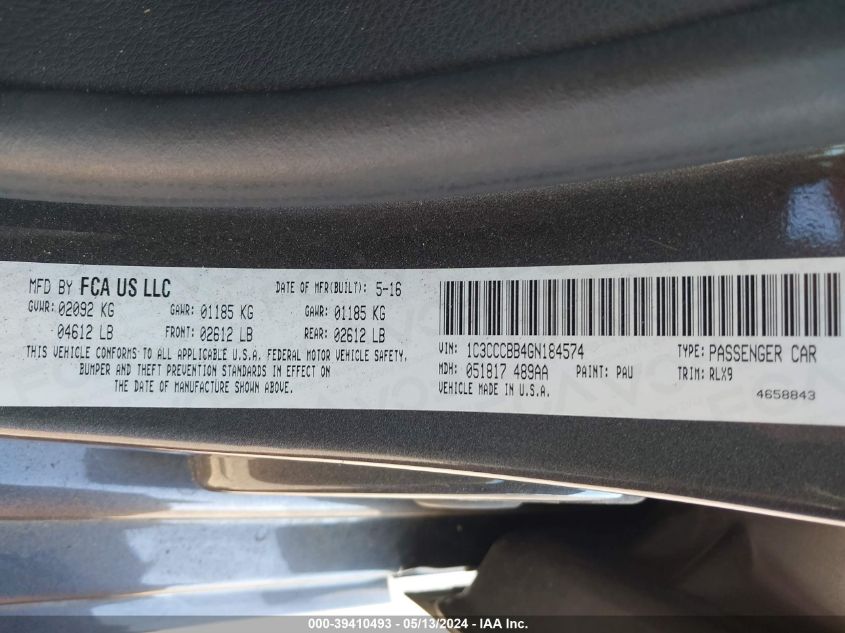 MFD BY FCA US LLC DATE OF MFR(BUILT): 5-16
GVWR: 02092 KG GAWR: 01185 KG GAWR: 01185 KG
04612 LB FRONT: 02612 LB REAR: 02612 LB
THIS VEHICLE CONFORMS TO ALL APPLICABLE C.S.A. FEDERAL MOTOR VEHICLE SAFETY,
BUMPER AND THEFT PREVENTION STANDARDS IN EFFECT ON
THE DATE OF MANUFACTURE SHOWN ABOVE.
VIN: 1C3CCCBB4GN184574 TYPE: PASSENGER CAR
MDH: 051817 489AA PAINT: PAU TRIM: RLX9
VEHICLE MADE IN U.S.A. 4658843
000-39410493 - 05/13/2024 - IAA Inc.